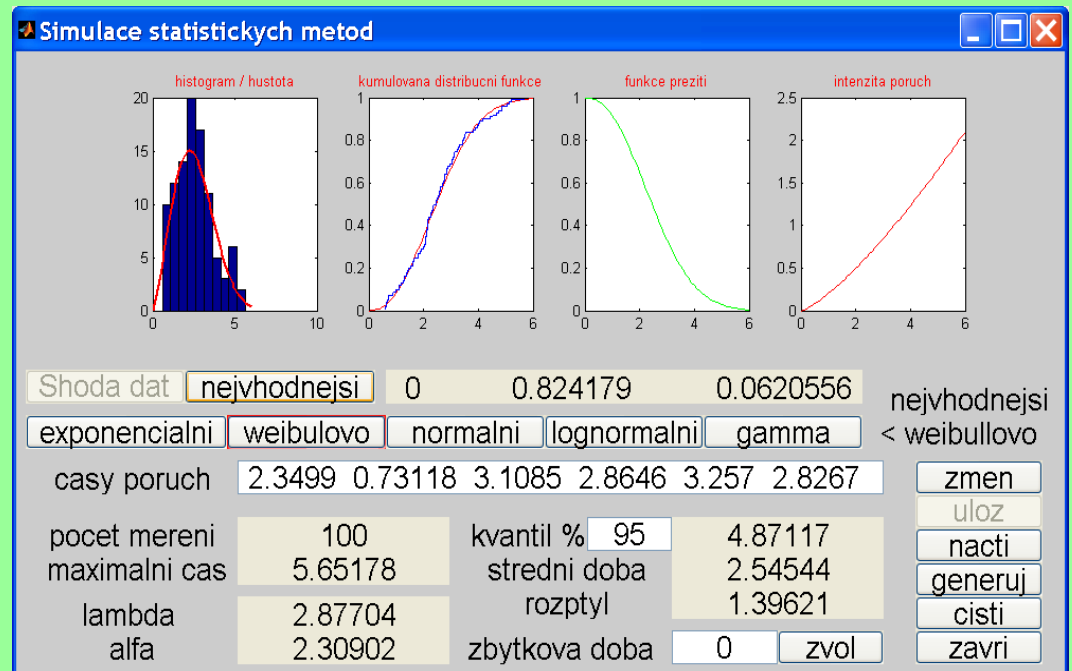 Simulace statistickych metod
histogram / hustota
kumulovana distribucni funkce
funkce preziti
intenzita poruch
20
15
10
5
0
0 5 10
1
0.8
0.6
0.4
0.2
0
0 2 4 6
1
0.8
0.6
0.4
0.2
0
0 2 4 6
2.5
2
1.5
1
0.5
0
0 2 4 6
Shoda dat nejvhodnejsi 0 0.824179 0.0620556
nejvhodnejsi
< weibullovo
exponencialni weibulovo normalni lognormalni gamma
casy poruch 2.3499 0.73118 3.1085 2.8646 3.257 2.8267
zmen
uloz
nacti
generuj
cisti
zavri
pocet mereni 100
maximalni cas 5.65178
lambda 2.87704
alfa 2.30902
kvantil % 95 4.87117
stredni doba 2.54544
rozptyl 1.39621
zbytkova doba 0 zvol